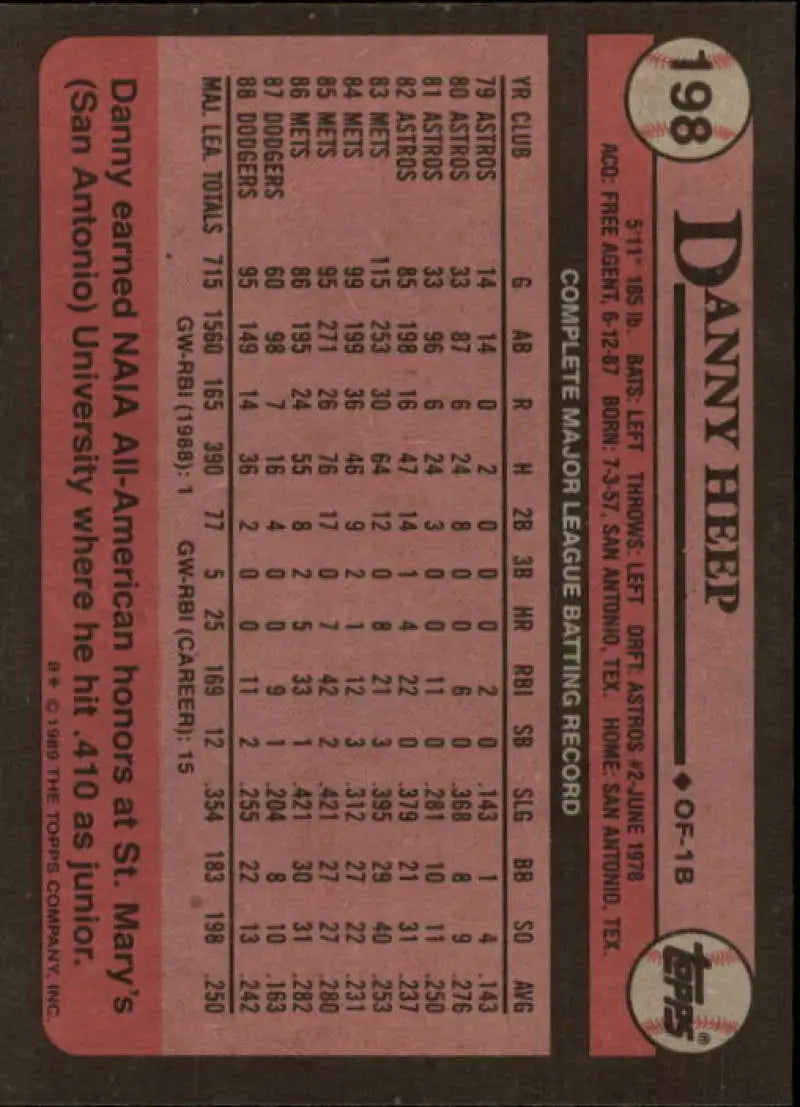 198
DANNY HEEP ◆ OF-1B
topps®
5'11" 185 lb. BATS: LEFT THROWS: LEFT DRFT: ASTROS #2-JUNE 1978
ACQ: FREE AGENT, 6-12-87 BORN: 7-3-57, SAN ANTONIO, TEX. HOME: SAN ANTONIO, TEX.
COMPLETE MAJOR LEAGUE BATTING RECORD
YR CLUB G AB R H 2B 3B HR RBI SB SLG BB SO AVG
79 ASTROS 14 14 0 2 0 0 0 2 0 .143 1 4 .143
80 ASTROS 33 87 6 24 8 0 0 6 0 .368 8 9 .276
81 ASTROS 33 96 6 24 3 0 0 11 0 .281 10 11 .250
82 ASTROS 85 198 16 47 14 1 4 22 0 .379 21 31 .237
83 METS 115 253 30 64 12 0 8 21 3 .395 29 40 .253
84 METS 99 199 36 46 9 2 1 12 3 .312 27 22 .231
85 METS 95 271 26 76 17 0 7 42 2 .421 27 27 .280
86 METS 86 195 24 55 8 2 5 33 1 .421 30 31 .282
87 DODGERS 60 98 7 16 4 0 0 9 1 .204 8 10 .163
88 DODGERS 95 149 14 36 2 0 0 11 2 .255 22 13 .242
MAJ. LEA. TOTALS 715 1560 165 390 77 5 25 169 12 .354 183 198 .250
GW-RBI (1988): 1 GW-RBI (CAREER): 15
Danny earned NAIA All-American honors at St. Mary's
(San Antonio) University where he hit .410 as junior.
B* © 1989 THE TOPPS COMPANY, INC.